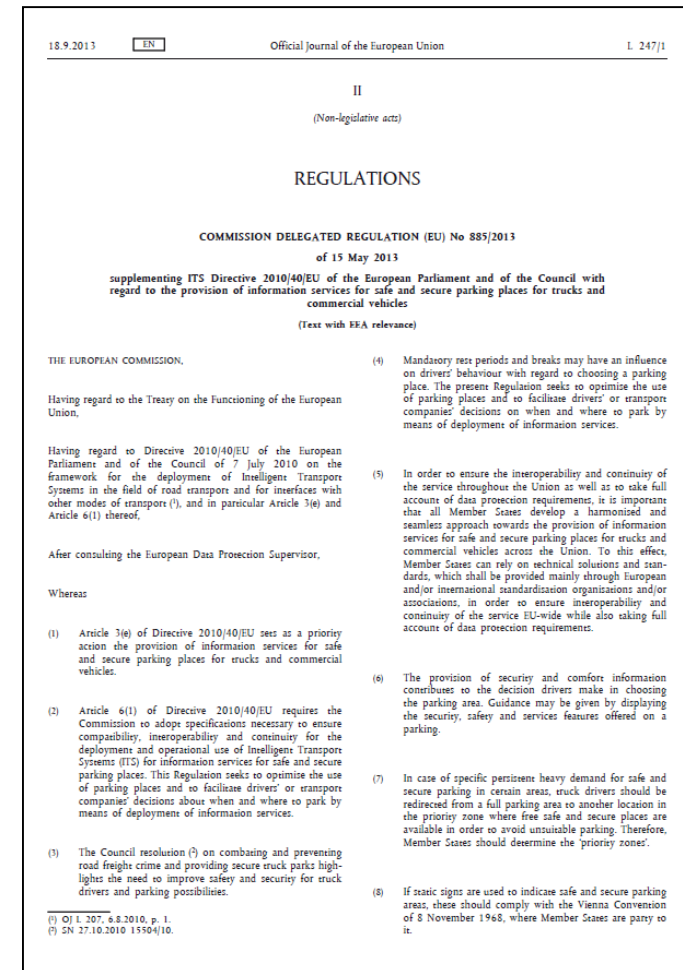 18.9.2013 EN Official Journal of the European Union L 247/1
II
(Non-legislative acts)
REGULATIONS
COMMISSION DELEGATED REGULATION (EU) No 885/2013
of 15 May 2013
supplementing ITS Directive 2010/40/EU of the European Parliament and of the Council with
regard to the provision of information services for safe and secure parking places for trucks and
commercial vehicles
(Text with EEA relevance)
THE EUROPEAN COMMISSION,
Having regard to the Treaty on the Functioning of the European
Union,
Having regard to Directive 2010/40/EU of the European
Parliament and of the Council of 7 July 2010 on the
framework for the deployment of Intelligent Transport
Systems in the field of road transport and for interfaces with
other modes of transport (¹), and in particular Article 3(e) and
Article 6(1) thereof,
After consulting the European Data Protection Supervisor,
Whereas
(1) Article 3(e) of Directive 2010/40/EU sets as a priority
action the provision of information services for safe
and secure parking places for trucks and commercial
vehicles.
(2) Article 6(1) of Directive 2010/40/EU requires the
Commission to adopt specifications necessary to ensure
compatibility, interoperability and continuity for the
deployment and operational use of Intelligent Transport
Systems (ITS) for information services for safe and secure
parking places. This Regulation seeks to optimise the use
of parking places and to facilitate drivers' or transport
companies' decisions about when and where to park by
means of deployment of information services.
(3) The Council resolution (²) on combating and preventing
road freight crime and providing secure truck parks high-
lights the need to improve safety and security for truck
drivers and parking possibilities.
(¹) OJ L 207, 6.8.2010, p. 1.
(²) SN 27.10.2010 15504/10.
(4) Mandatory rest periods and breaks may have an influence
on drivers' behaviour with regard to choosing a parking
place. The present Regulation seeks to optimise the use
of parking places and to facilitate drivers' or transport
companies' decisions on when and where to park by
means of deployment of information services.
(5) In order to ensure the interoperability and continuity of
the service throughout the Union as well as to take full
account of data protection requirements, it is important
that all Member States develop a harmonised and
seamless approach towards the provision of information
services for safe and secure parking places for trucks and
commercial vehicles across the Union. To this effect,
Member States can rely on technical solutions and stan-
dards, which shall be provided mainly through European
and/or international standardisation organisations and/or
associations, in order to ensure interoperability and
continuity of the service EU-wide while also taking full
account of data protection requirements.
(6) The provision of security and comfort information
contributes to the decision drivers make in choosing
the parking area. Guidance may be given by displaying
the security, safety and services features offered on a
parking.
(7) In case of specific persistent heavy demand for safe and
secure parking in certain areas, truck drivers should be
redirected from a full parking area to another location in
the priority zone where free safe and secure places are
available in order to avoid unsuitable parking. Therefore,
Member States should determine the 'priority zones'.
(8) If static signs are used to indicate safe and secure parking
areas, these should comply with the Vienna Convention
of 8 November 1968, where Member States are party to
it.